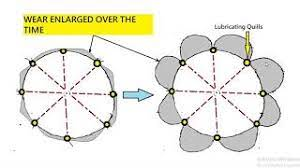 WEAR ENLARGED OVER THE
TIME
Lubricating Quills